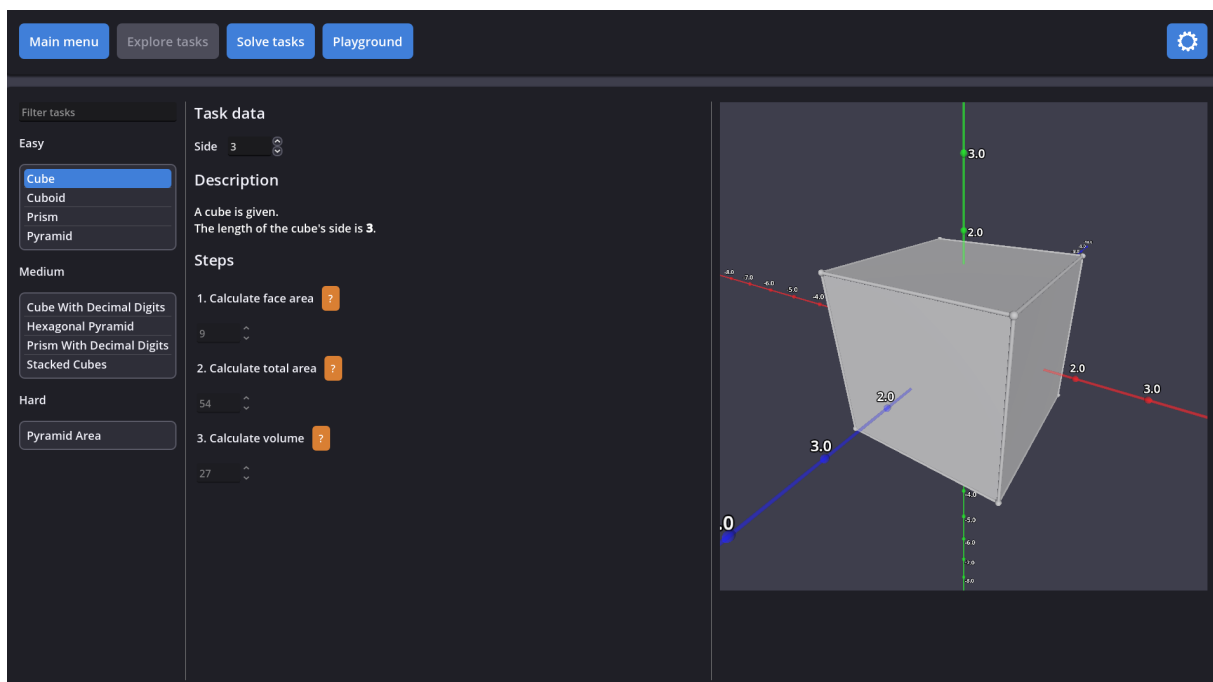 Main menu
Explore tasks
Solve tasks
Playground
Filter tasks
Easy
Cube
Cuboid
Prism
Pyramid
Medium
Cube With Decimal Digits
Hexagonal Pyramid
Prism With Decimal Digits
Stacked Cubes
Hard
Pyramid Area
Task data
Side 3
Description
A cube is given.
The length of the cube's side is 3.
Steps
1. Calculate face area ?
9
2. Calculate total area ?
54
3. Calculate volume ?
27
3.0
2.0
-8.0
-7.0
-6.0
-5.0
-4.0
2.0
3.0
2.0
3.0
.0
-4.0
-5.0
-6.0
-7.0
-8.0